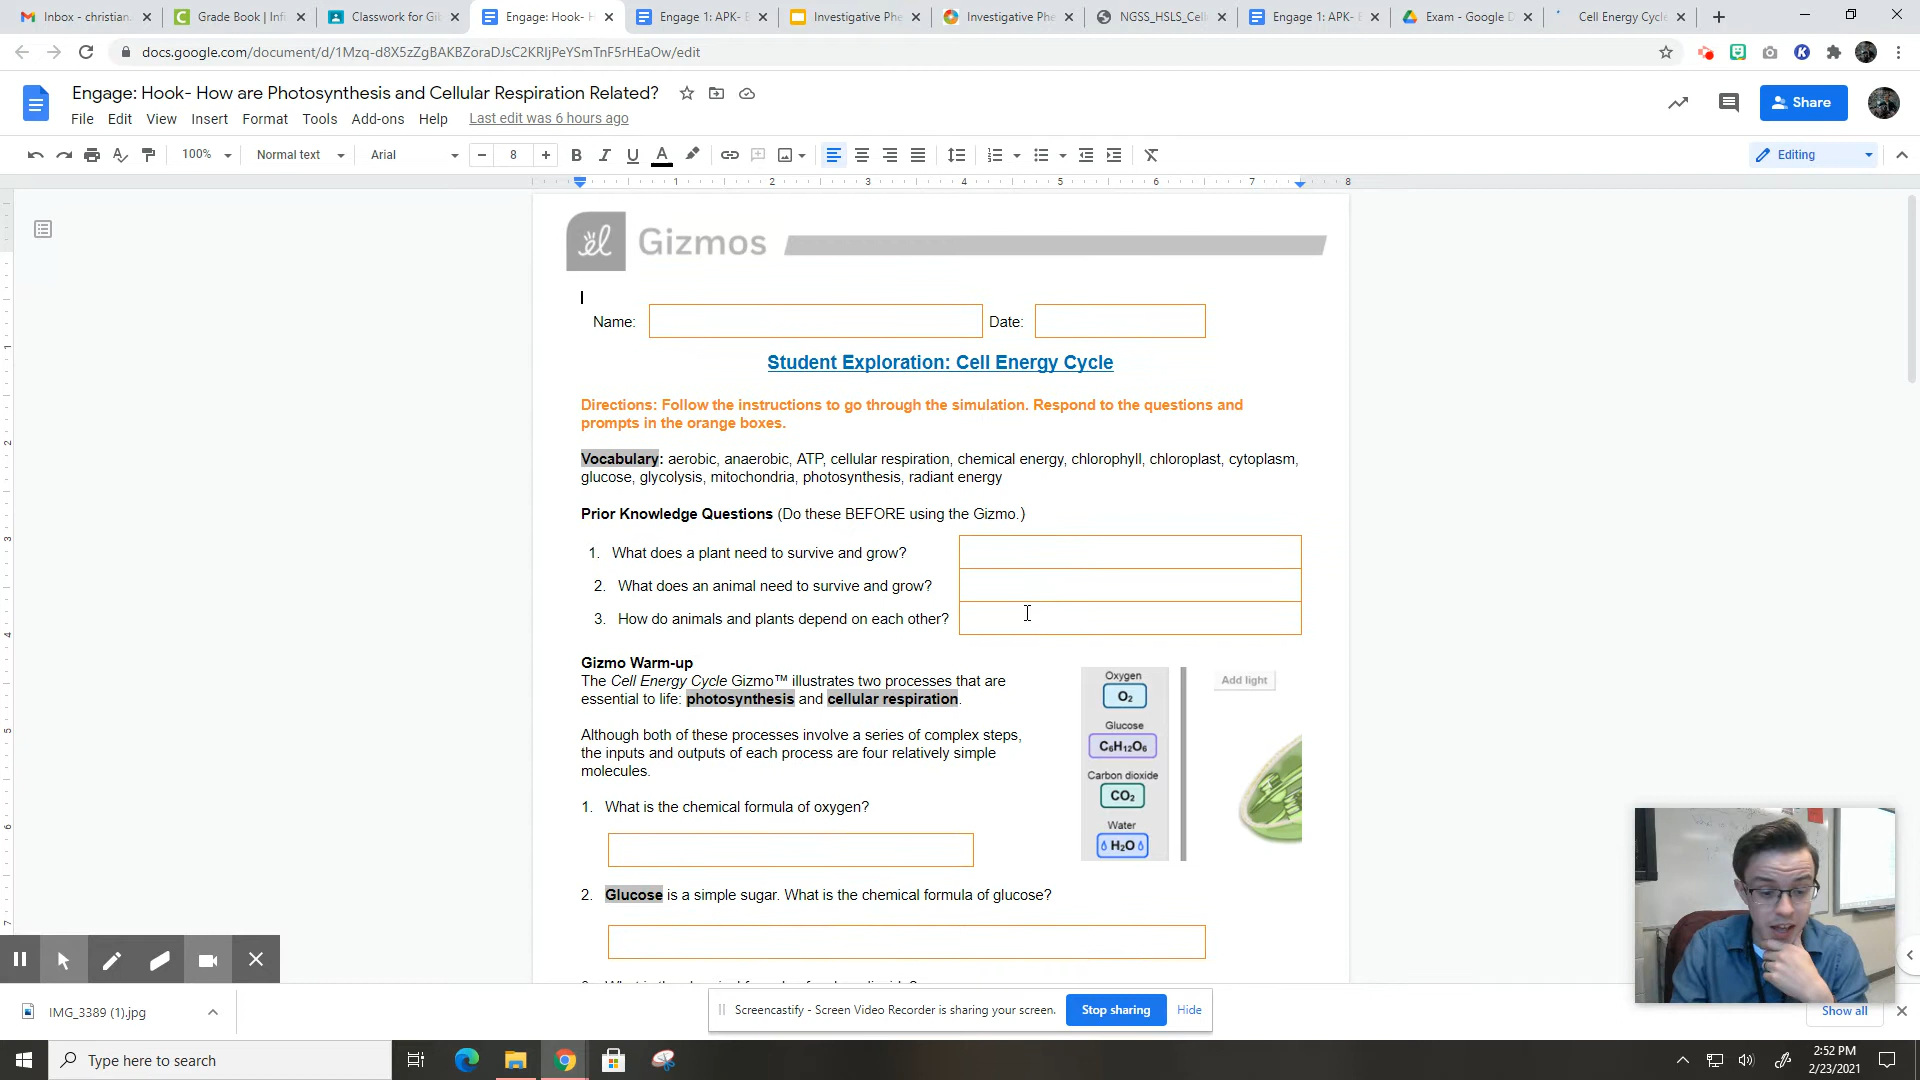 Inbox - christian.
Grade Book | Infi
Classwork for Gib
Engage: Hook- H
Engage 1: APK- E
Investigative Phe
Investigative Phe
NGSS_HSLS_Cell
Engage 1: APK- E
Exam - Google D
Cell Energy Cycle
docs.google.com/document/d/1Mzq-d8X5zZgBAKBZoraDJsC2KRIjPeYSmTnF5rHEaOw/edit
Engage: Hook- How are Photosynthesis and Cellular Respiration Related?
File Edit View Insert Format Tools Add-ons Help Last edit was 6 hours ago
Share
100% Normal text Arial 8 B I U A Editing
1 2 3 4 5 6 7 8
el Gizmos
Name: Date:
Student Exploration: Cell Energy Cycle
Directions: Follow the instructions to go through the simulation. Respond to the questions and
prompts in the orange boxes.
Vocabulary: aerobic, anaerobic, ATP, cellular respiration, chemical energy, chlorophyll, chloroplast, cytoplasm,
glucose, glycolysis, mitochondria, photosynthesis, radiant energy
Prior Knowledge Questions (Do these BEFORE using the Gizmo.)
1. What does a plant need to survive and grow?
2. What does an animal need to survive and grow?
3. How do animals and plants depend on each other?
Gizmo Warm-up
The Cell Energy Cycle Gizmo™ illustrates two processes that are
essential to life: photosynthesis and cellular respiration.
Although both of these processes involve a series of complex steps,
the inputs and outputs of each process are four relatively simple
molecules.
Oxygen
O₂
Glucose
C₆H₁₂O₆
Carbon dioxide
CO₂
Water
H₂O
Add light
1. What is the chemical formula of oxygen?
2. Glucose is a simple sugar. What is the chemical formula of glucose?
IMG_3389 (1).jpg
Screencastify - Screen Video Recorder is sharing your screen. Stop sharing Hide
Show all
Type here to search
2:52 PM
2/23/2021